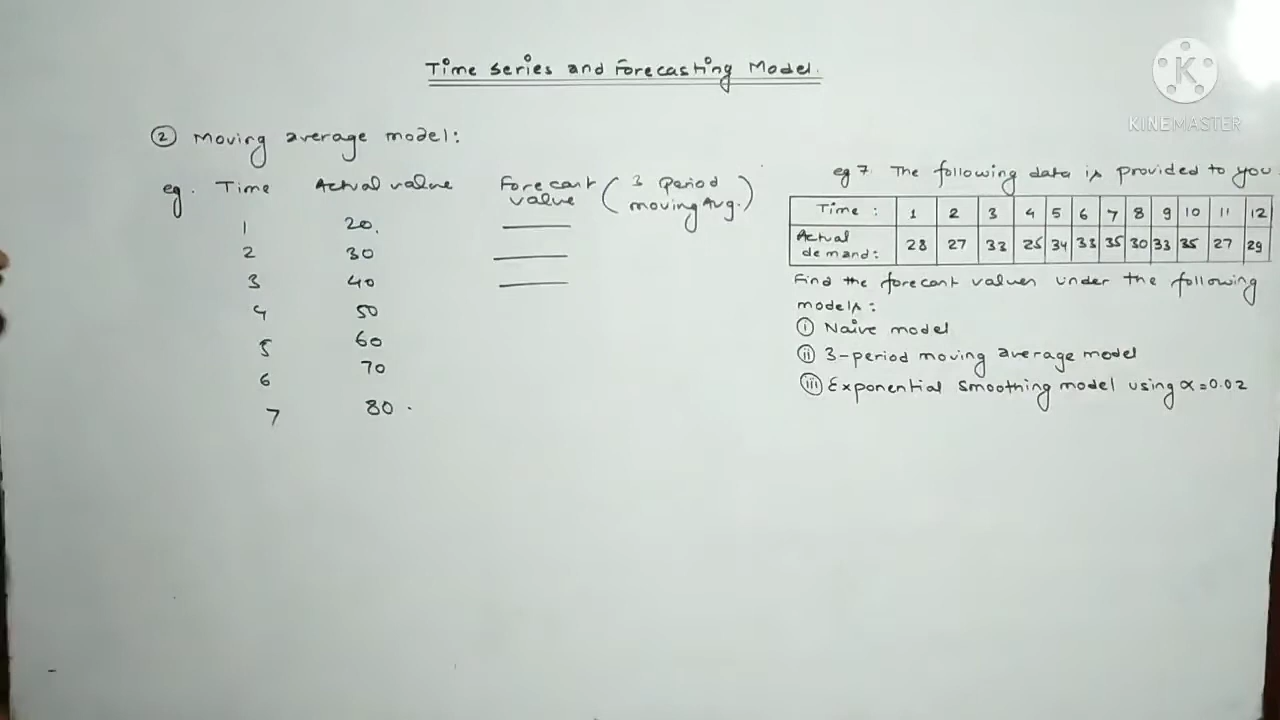 Time Series and Forecasting Model.
② Moving average model:
eg. Time Actual value Forecast value (3 Period moving Avg.)
1 20.
2 30
3 40
4 50
5 60
6 70
7 80.
eg 7. The following data is provided to you.
Time: 1 2 3 4 5 6 7 8 9 10 11 12
Actual demand: 28 27 33 25 34 33 35 30 33 35 27 29
Find the forecast values under the following
models:
(i) Naive model
(ii) 3-period moving average model
(iii) Exponential smoothing model using α=0.02
K
KINEMASTER